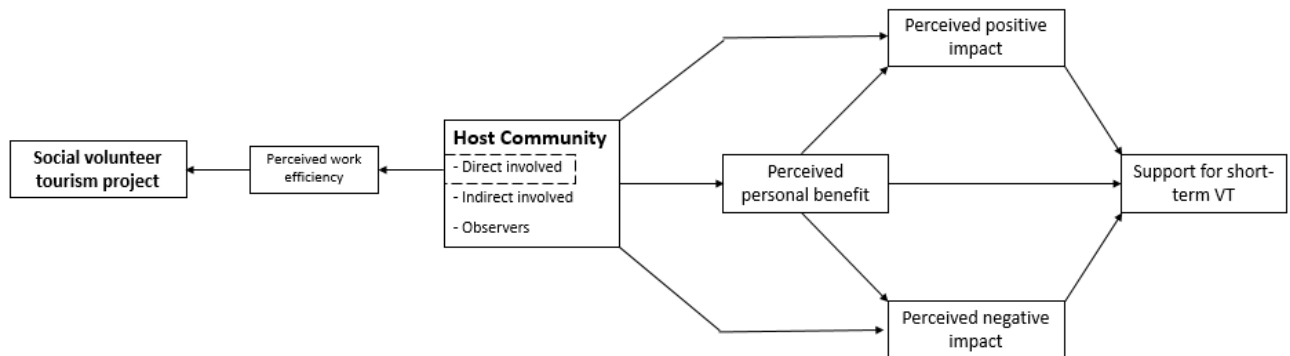 Social volunteer
tourism project
Perceived work
efficiency
Host Community
- Direct involved
- Indirect involved
- Observers
Perceived positive
impact
Perceived
personal benefit
Perceived negative
impact
Support for short-
term VT